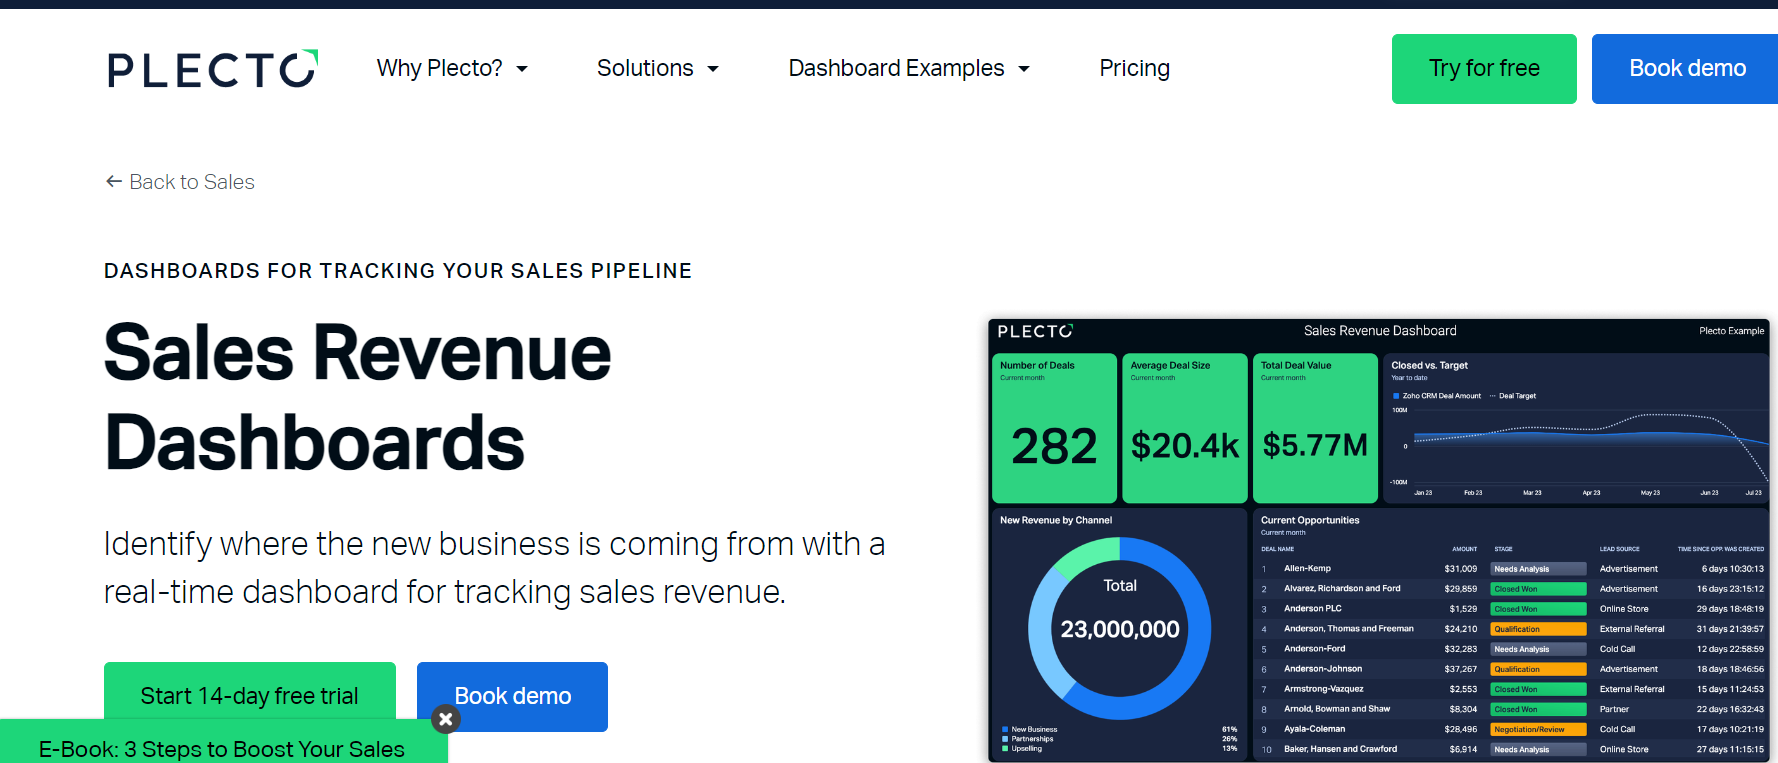 PLECTO Why Plecto? Solutions Dashboard Examples Pricing Try for free Book demo
← Back to Sales
DASHBOARDS FOR TRACKING YOUR SALES PIPELINE
Sales Revenue
Dashboards
Identify where the new business is coming from with a
real-time dashboard for tracking sales revenue.
Start 14-day free trial Book demo
E-Book: 3 Steps to Boost Your Sales
PLECTO Sales Revenue Dashboard Plecto Example
Number of Deals
Current month
282
Average Deal Size
Current month
$20.4k
Total Deal Value
Current month
$5.77M
Closed vs. Target
Year to date
Zoho CRM Deal Amount Deal Target
100M
0
-100M
Jan 23 Feb 23 Mar 23 Apr 23 May 23 Jun 23 Jul 23
New Revenue by Channel
Total
23,000,000
New Business 61%
Partnerships 26%
Upselling 13%
Current Opportunities
Current month
DEAL NAME AMOUNT STAGE LEAD SOURCE TIME SINCE OPP. WAS CREATED
1 Allen-Kemp $31,009 Needs Analysis Advertisement 6 days 10:30:13
2 Alvarez, Richardson and Ford $29,859 Closed Won Advertisement 16 days 23:15:12
3 Anderson PLC $1,529 Closed Won Online Store 29 days 18:48:19
4 Anderson, Thomas and Freeman $24,210 Qualification External Referral 31 days 21:39:57
5 Anderson-Ford $32,283 Needs Analysis Cold Call 12 days 22:58:59
6 Anderson-Johnson $37,267 Qualification Advertisement 18 days 18:46:56
7 Armstrong-Vazquez $2,553 Closed Won External Referral 15 days 11:24:53
8 Arnold, Bowman and Shaw $8,304 Closed Won Partner 22 days 16:32:43
9 Ayala-Coleman $28,496 Negotiation/Review Cold Call 17 days 10:21:19
10 Baker, Hansen and Crawford $6,914 Needs Analysis Online Store 27 days 11:15:15